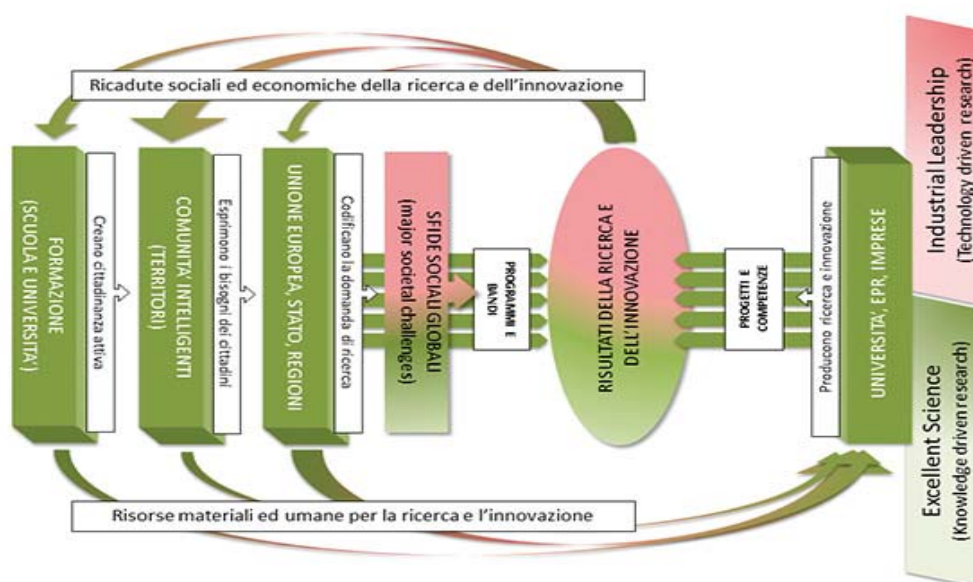 Ricadute sociali ed economiche della ricerca e dell'innovazione
FORMAZIONE
(SCUOLA E UNIVERSITA')
Creano cittadinanza attiva
COMUNITA' INTELLIGENTI
(TERRITORI)
Esprimono i bisogni dei cittadini
UNIONE EUROPEA, STATO, REGIONI
Codificano la domanda di ricerca
SFIDE SOCIALI GLOBALI
(major societal challenges)
PROGRAMMI E
BANDI
RISULTATI DELLA RICERCA E
DELL'INNOVAZIONE
PROGETTI E
COMPETENZE
Producono ricerca e innovazione
UNIVERSITA', EPR, IMPRESE
Industrial Leadership
(Technology driven research)
Excellent Science
(Knowledge driven research)
Risorse materiali ed umane per la ricerca e l'innovazione